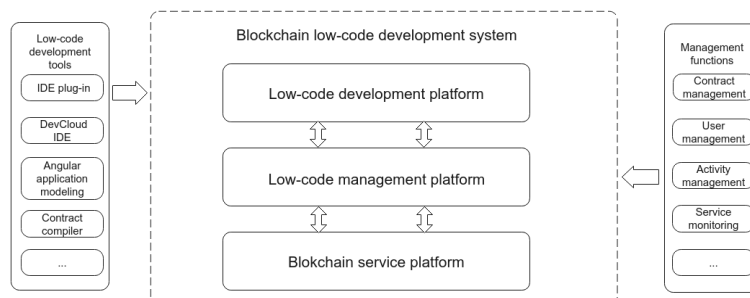 Low-code
development
tools
IDE plug-in
DevCloud
IDE
Angular
application
modeling
Contract
compiler
...
Blockchain low-code development system
Low-code development platform
Low-code management platform
Blokchain service platform
Management
functions
Contract
management
User
management
Activity
management
Service
monitoring
...